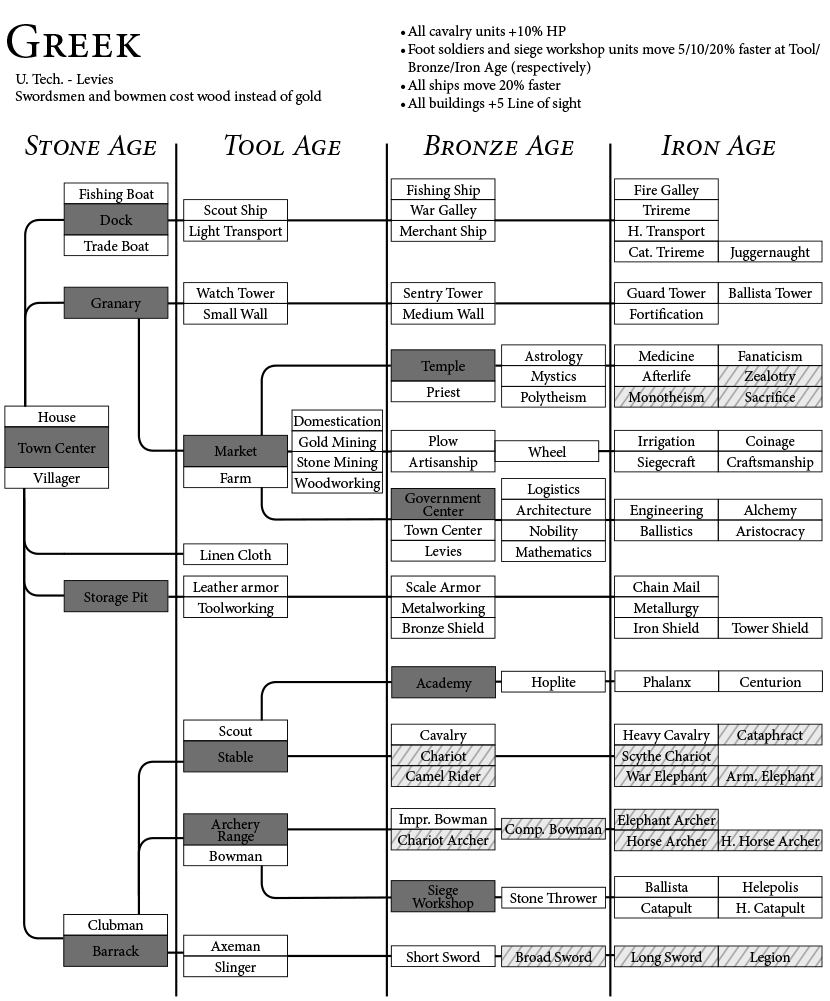 GREEK
U. Tech. - Levies
Swordsmen and bowmen cost wood instead of gold
•All cavalry units +10% HP
•Foot soldiers and siege workshop units move 5/10/20% faster at Tool/
Bronze/Iron Age (respectively)
•All ships move 20% faster
•All buildings +5 Line of sight
STONE AGE
TOOL AGE
BRONZE AGE
IRON AGE
Fishing Boat
Dock
Trade Boat
Scout Ship
Light Transport
Fishing Ship
War Galley
Merchant Ship
Fire Galley
Trireme
H. Transport
Cat. Trireme
Juggernaught
Granary
Watch Tower
Small Wall
Sentry Tower
Medium Wall
Guard Tower
Ballista Tower
Fortification
Temple
Priest
Astrology
Mystics
Polytheism
Medicine
Fanaticism
Afterlife
Zealotry
Monotheism
Sacrifice
House
Town Center
Villager
Market
Farm
Domestication
Gold Mining
Stone Mining
Woodworking
Plow
Artisanship
Wheel
Irrigation
Coinage
Siegecraft
Craftsmanship
Government
Center
Town Center
Levies
Logistics
Architecture
Nobility
Mathematics
Engineering
Alchemy
Ballistics
Aristocracy
Linen Cloth
Storage Pit
Leather armor
Toolworking
Scale Armor
Metalworking
Bronze Shield
Chain Mail
Metallurgy
Iron Shield
Tower Shield
Academy
Hoplite
Phalanx
Centurion
Scout
Stable
Cavalry
Chariot
Camel Rider
Heavy Cavalry
Cataphract
Scythe Chariot
War Elephant
Arm. Elephant
Archery
Range
Bowman
Impr. Bowman
Chariot Archer
Comp. Bowman
Elephant Archer
Horse Archer
H. Horse Archer
Siege
Workshop
Stone Thrower
Ballista
Helepolis
Catapult
H. Catapult
Clubman
Barrack
Axeman
Slinger
Short Sword
Broad Sword
Long Sword
Legion